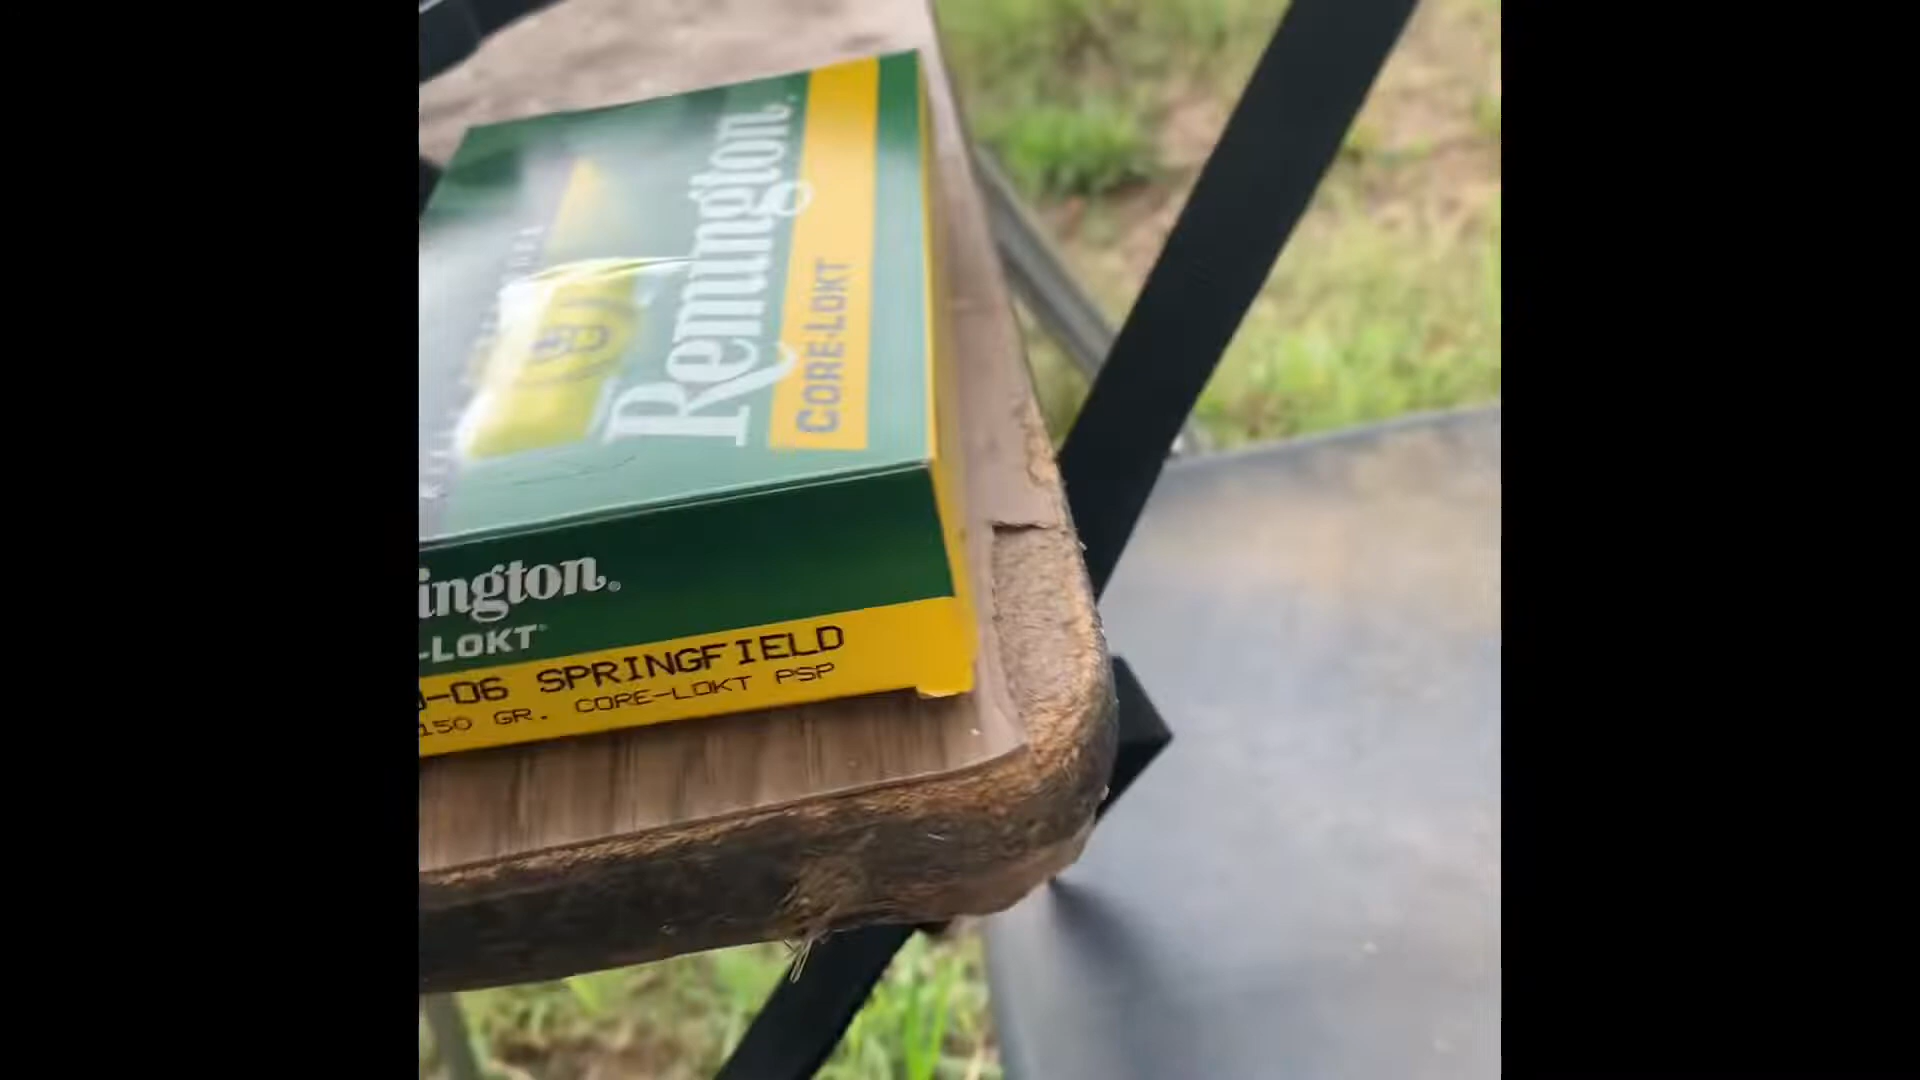 Remington®
CORE-LOKT
ington®
-LOKT
-06 SPRINGFIELD
150 GR. CORE-LOKT PSP